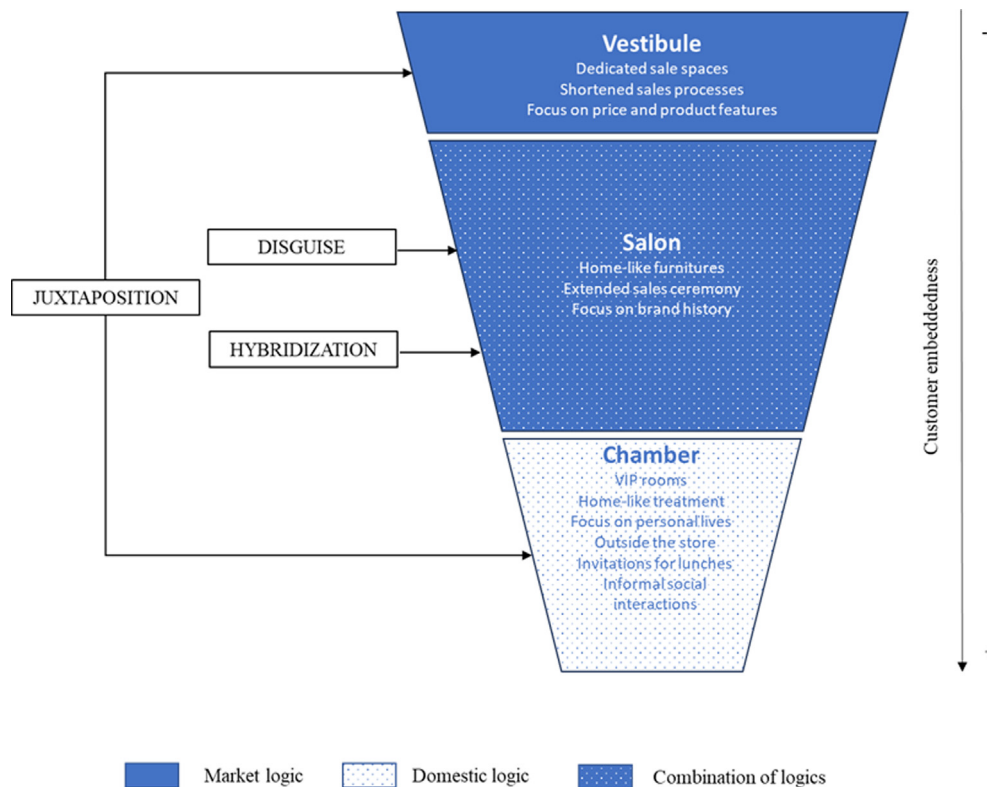 Vestibule
Dedicated sale spaces
Shortened sales processes
Focus on price and product features
DISGUISE
Salon
Home-like furnitures
Extended sales ceremony
Focus on brand history
JUXTAPOSITION
HYBRIDIZATION
Customer embeddedness
Chamber
VIP rooms
Home-like treatment
Focus on personal lives
Outside the store
Invitations for lunches
Informal social
interactions
Market logic
Domestic logic
Combination of logics